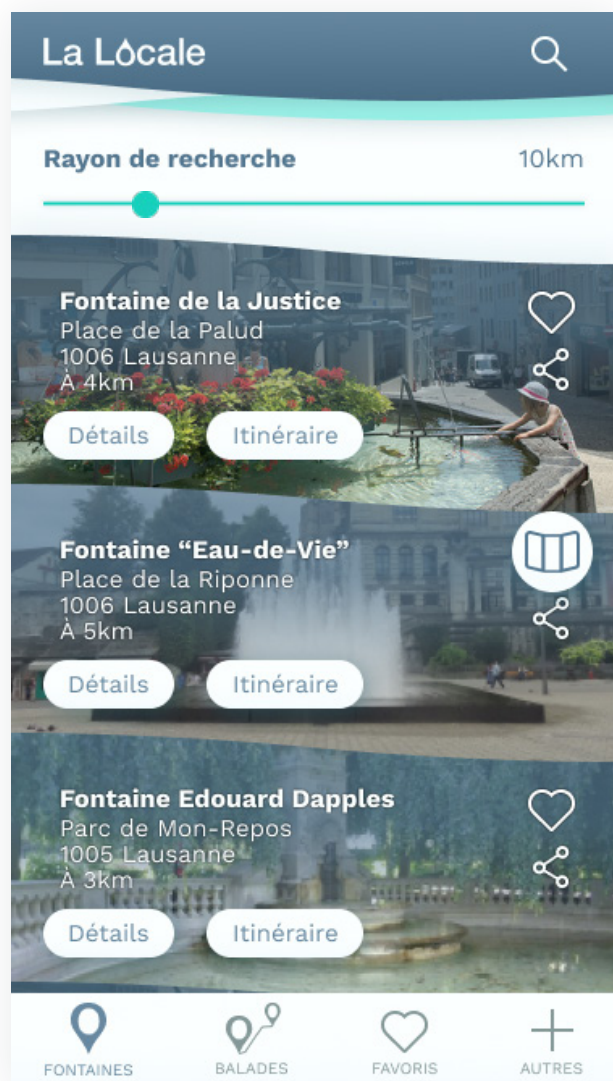 La Locale
Rayon de recherche
10km
Fontaine de la Justice
Place de la Palud
1006 Lausanne
À 4km
Détails
Itinéraire
Fontaine “Eau-de-Vie”
Place de la Riponne
1006 Lausanne
À 5km
Détails
Itinéraire
Fontaine Edouard Dapples
Parc de Mon-Repos
1005 Lausanne
À 3km
Détails
Itinéraire
FONTAINES
BALADES
FAVORIS
AUTRES